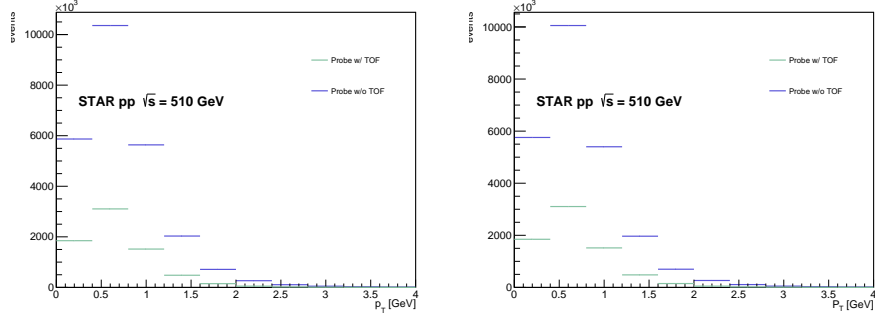 ×10³
events
10000
8000
6000
4000
2000
0
Probe w/ TOF
Probe w/o TOF
STAR pp √s = 510 GeV
0 0.5 1 1.5 2 2.5 3 3.5 4
p_T [GeV]
×10³
events
10000
8000
6000
4000
2000
0
Probe w/ TOF
Probe w/o TOF
STAR pp √s = 510 GeV
0 0.5 1 1.5 2 2.5 3 3.5 4
P_T [GeV]